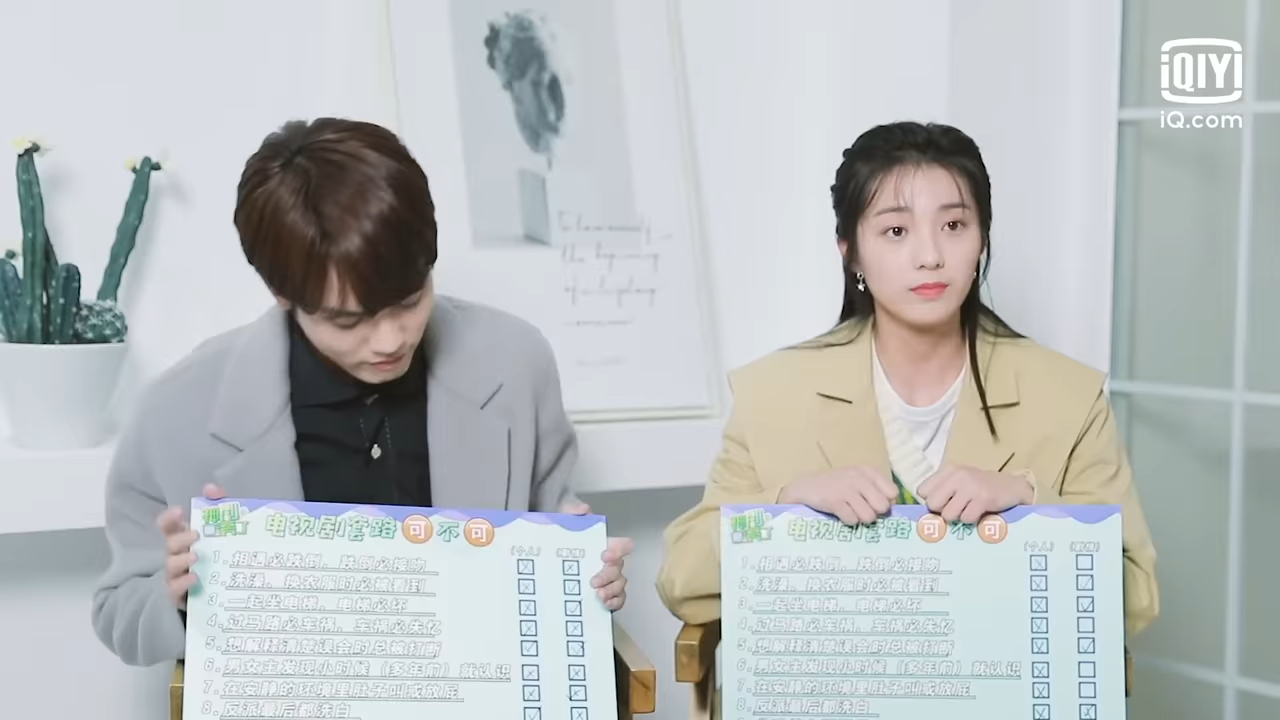 iQIYI
iQ.com
the beginning
电视剧套路可不可
(个人) (剧情)
1.相遇必跌倒，跌倒必接吻
2.洗澡、换衣服时必被看到
3.一起坐电梯，电梯必坏
4.过马路必车祸，车祸必失忆
5.想解释清楚误会时总被打断
6.男女主发现小时候（多年前）就认识
7.在安静的环境里肚子叫或放屁
8.反派最后都洗白
电视剧套路可不可
(个人) (剧情)
1.相遇必跌倒，跌倒必接吻
2.洗澡、换衣服时必被看到
3.一起坐电梯，电梯必坏
4.过马路必车祸，车祸必失忆
5.想解释清楚误会时总被打断
6.男女主发现小时候（多年前）就认识
7.在安静的环境里肚子叫或放屁
8.反派最后都洗白